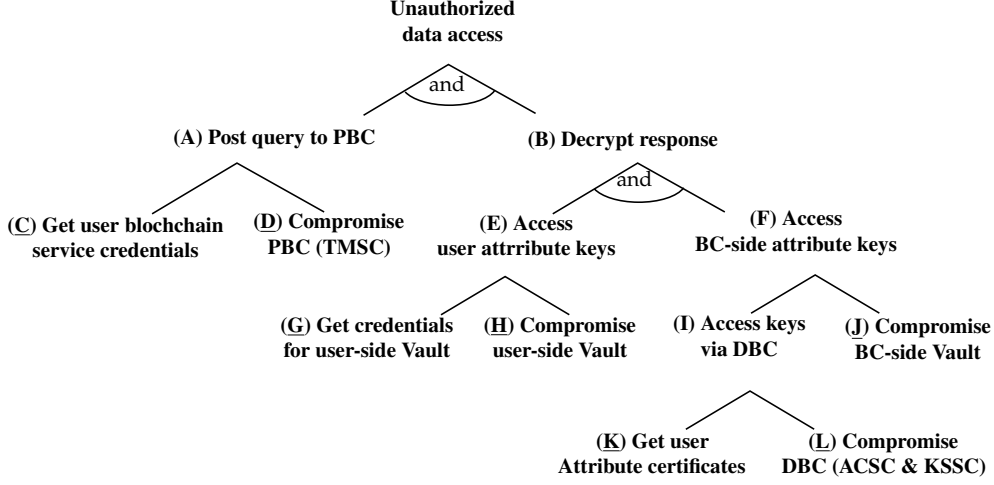 Unauthorized
data access
and
(A) Post query to PBC
(B) Decrypt response
and
(C) Get user blochchain
service credentials
(D) Compromise
PBC (TMSC)
(E) Access
user attrribute keys
(F) Access
BC-side attribute keys
(G) Get credentials
for user-side Vault
(H) Compromise
user-side Vault
(I) Access keys
via DBC
(J) Compromise
BC-side Vault
(K) Get user
Attribute certificates
(L) Compromise
DBC (ACSC & KSSC)